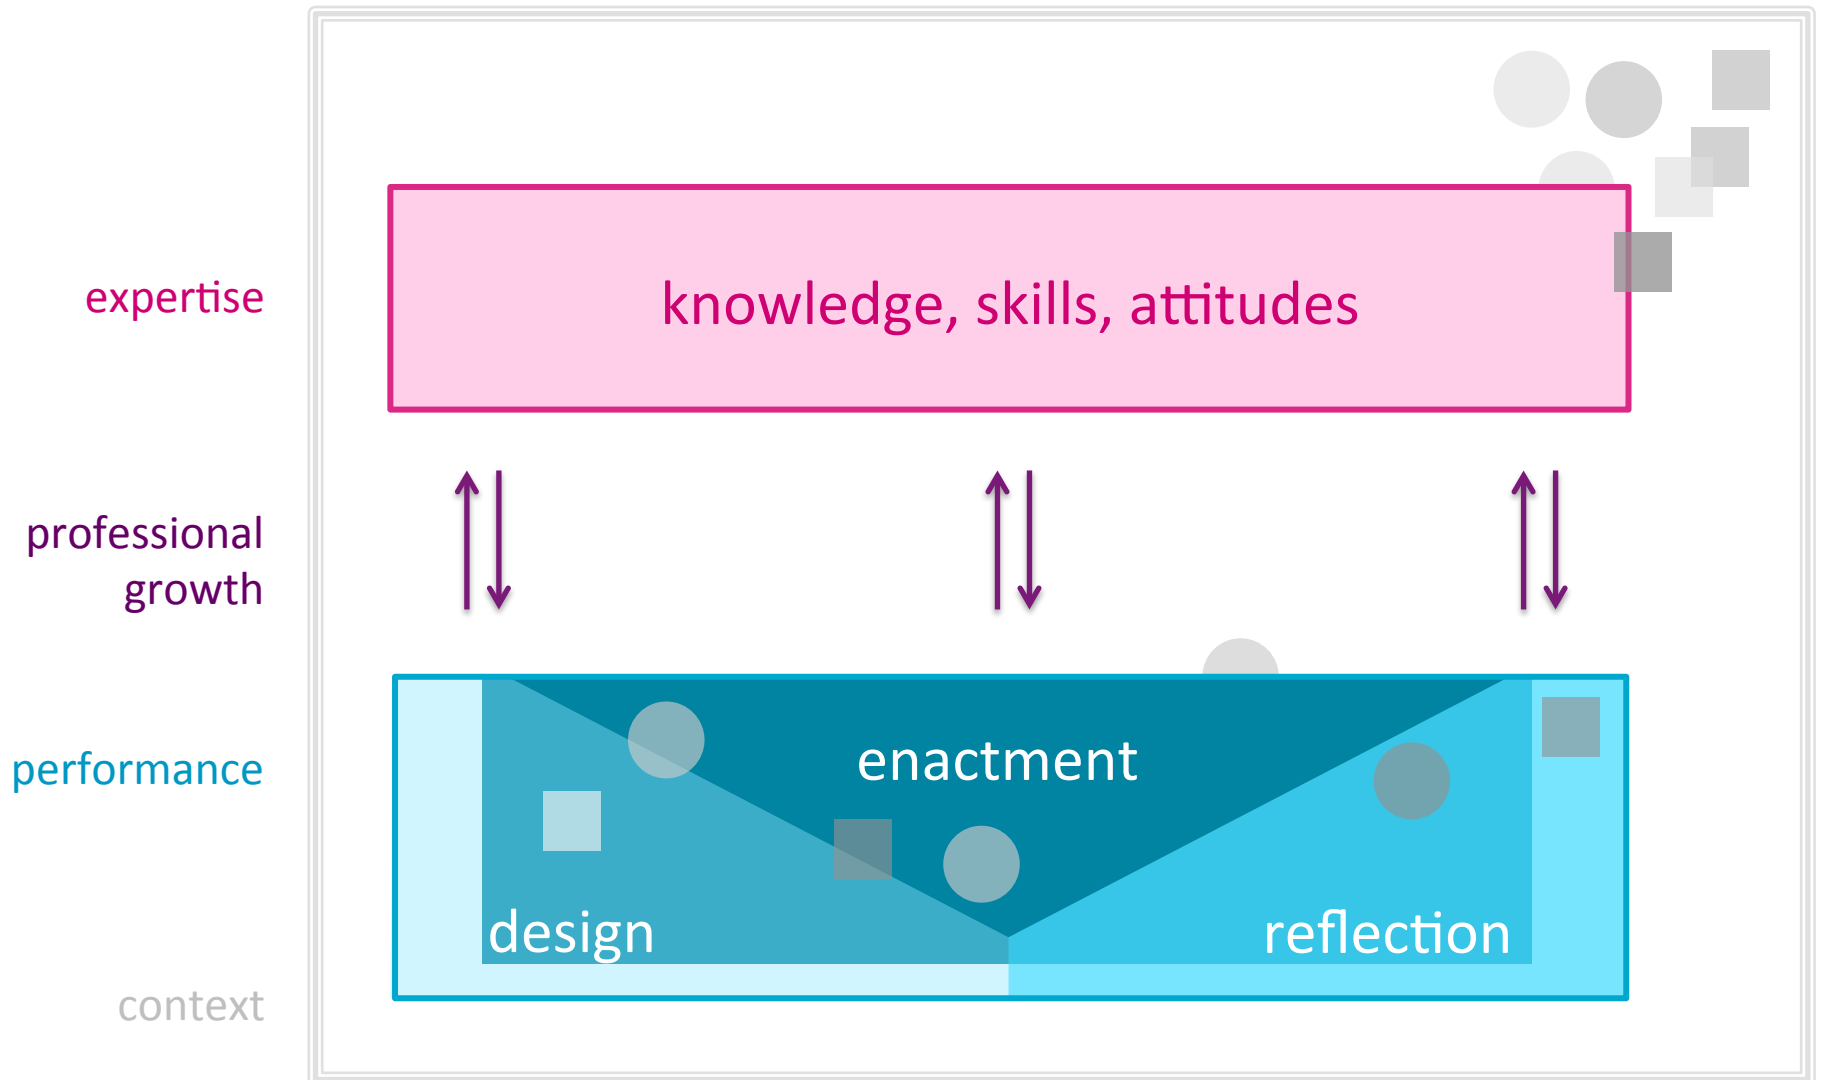 expertise
knowledge, skills, attitudes
professional
growth
performance
enactment
design
reflection
context